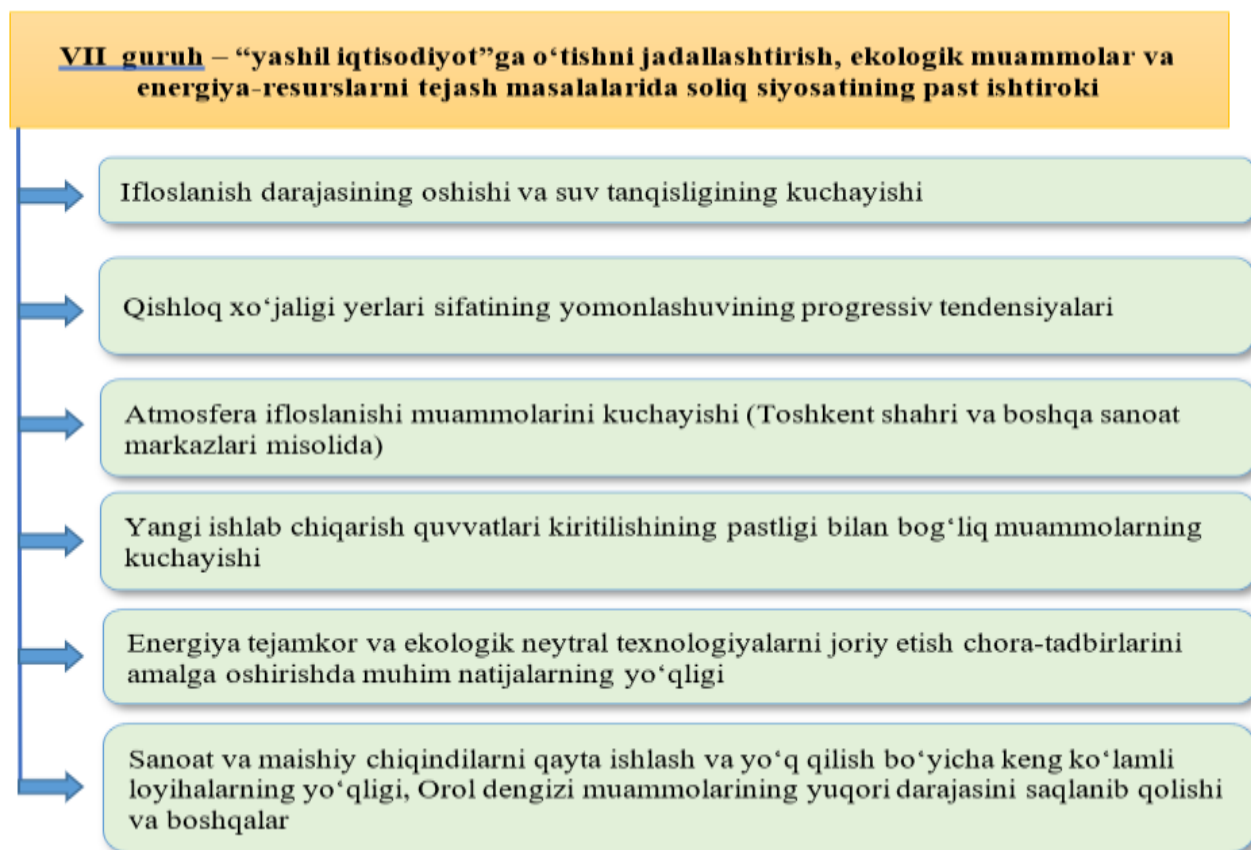 VII guruh – “yashil iqtisodiyot”ga o‘tishni jadallashtirish, ekologik muammolar va
energiya-resurslarni tejash masalalarida soliq siyosatining past ishtiroki
Ifloslanish darajasining oshishi va suv tanqisligining kuchayishi
Qishloq xo‘jaligi yerlari sifatining yomonlashuvining progressiv tendensiyalari
Atmosfera ifloslanishi muammolarini kuchayishi (Toshkent shahri va boshqa sanoat
markazlari misolida)
Yangi ishlab chiqarish quvvatlari kiritilishining pastligi bilan bog‘liq muammolarning
kuchayishi
Energiya tejamkor va ekologik neytral texnologiyalarni joriy etish chora-tadbirlarini
amalga oshirishda muhim natijalarning yo‘qligi
Sanoat va maishiy chiqindilarni qayta ishlash va yo‘q qilish bo‘yicha keng ko‘lamli
loyihalarning yo‘qligi, Orol dengizi muammolarining yuqori darajasini saqlanib qolishi
va boshqalar